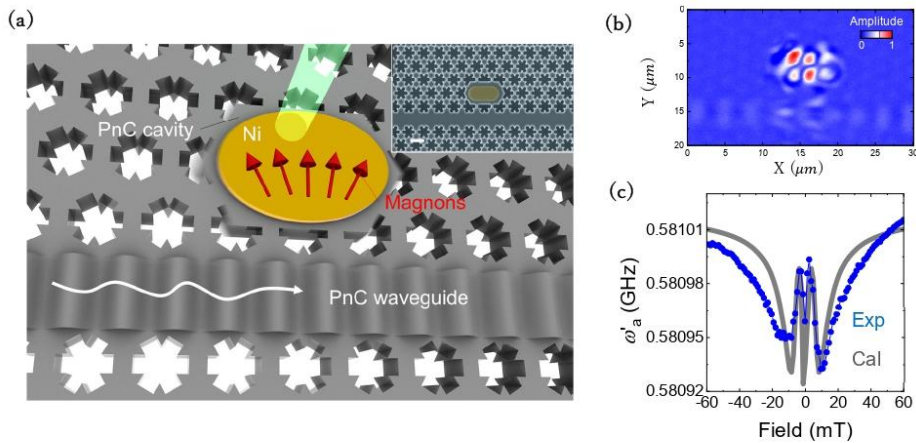 (a)
PnC cavity
Ni
Magnons
PnC waveguide
(b)
Amplitude
0 1
0
5
10
15
20
Y (μm)
0 5 10 15 20 25 30
X (μm)
(c)
0.58101
0.58098
0.58095
0.58092
ω'a (GHz)
Exp
Cal
-60 -40 -20 0 20 40 60
Field (mT)